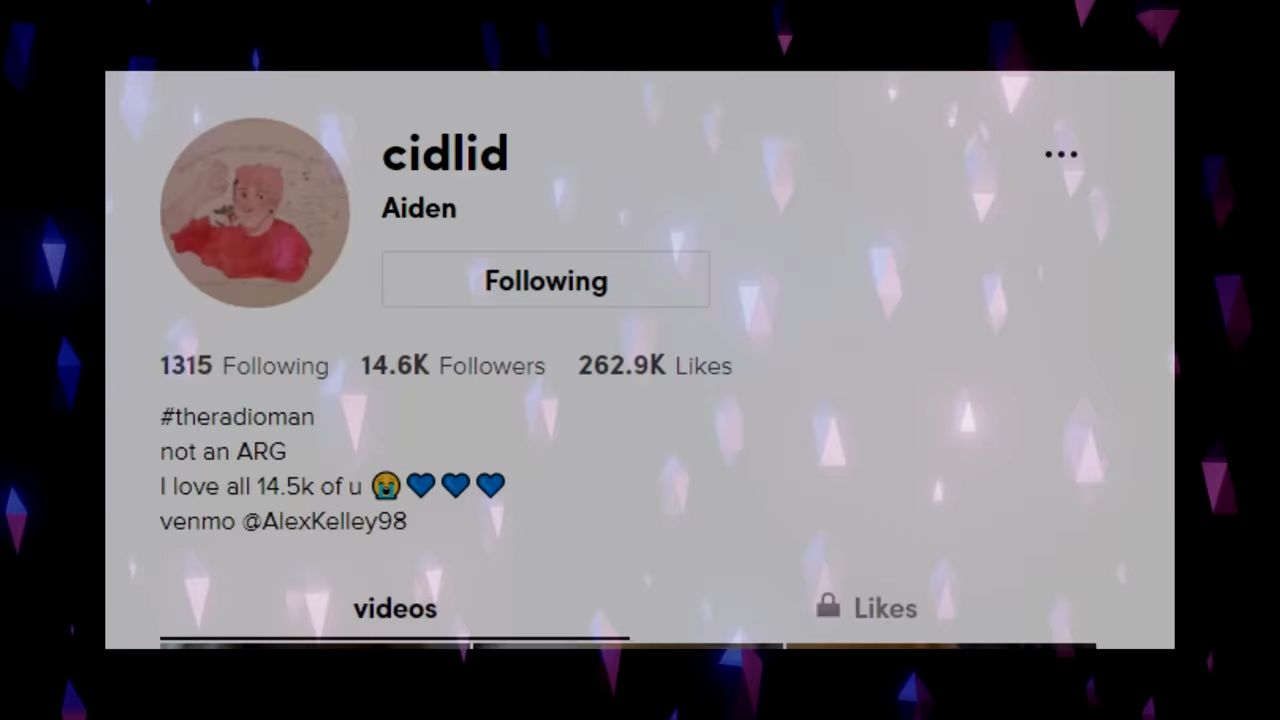 cidlid
Aiden
Following
1315 Following 14.6K Followers 262.9K Likes
#theradioman
not an ARG
I love all 14.5k of u 😭💙💙💙
venmo @AlexKelley98
videos Likes